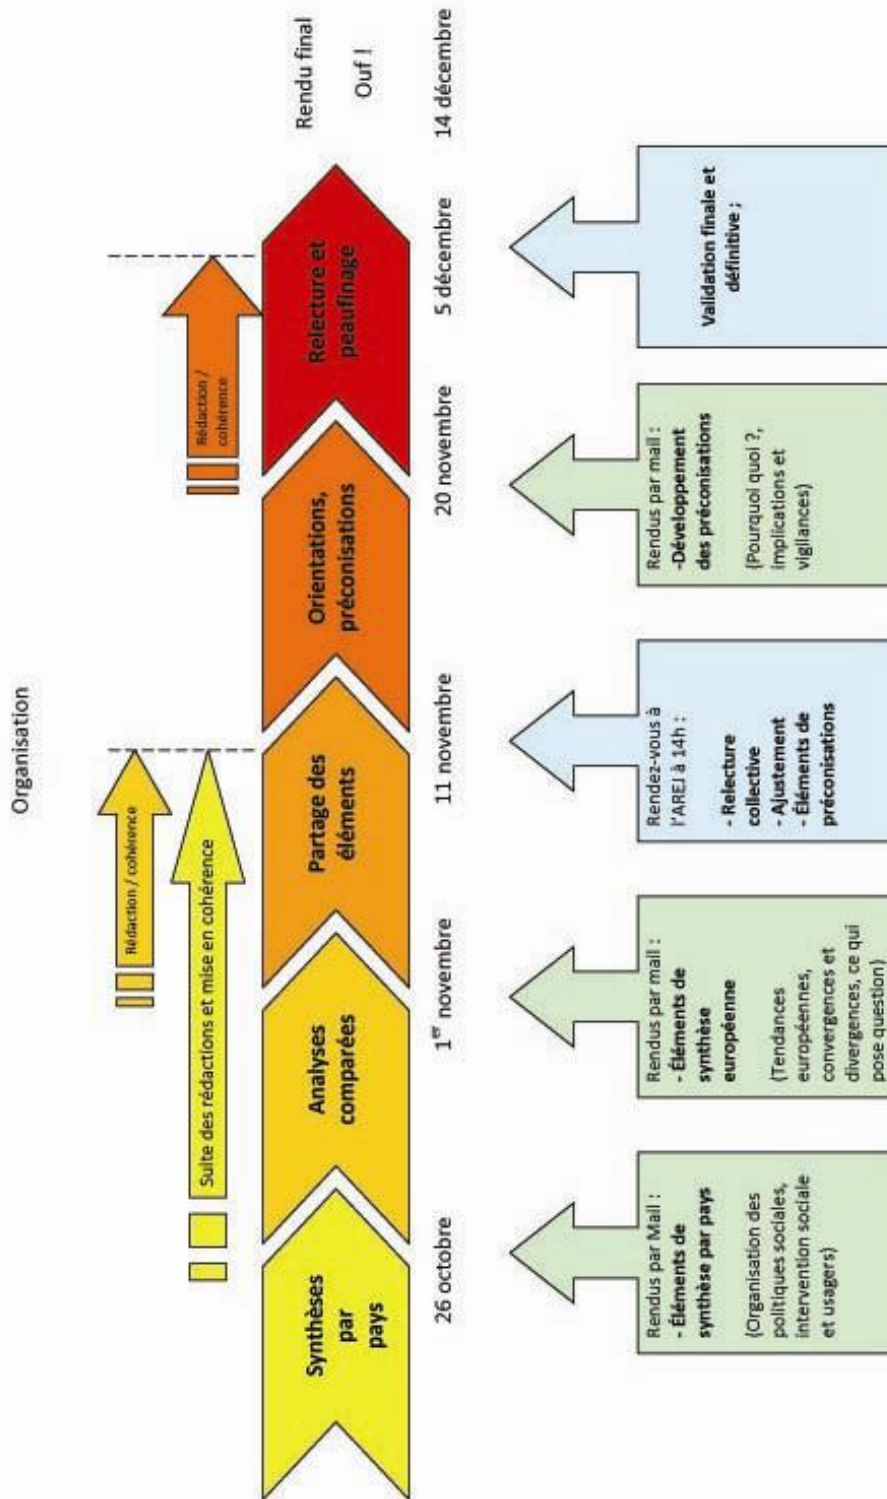 Organisation
Rédaction / cohérence
Suite des rédactions et mise en cohérence
Rédaction /
cohérence
Synthèses
par
pays
Analyses
comparées
Partage des
éléments
Orientations,
préconisations
Relecture et
peaufinage
Rendu final
Ouf !
26 octobre
1er novembre
11 novembre
20 novembre
5 décembre
14 décembre
Rendus par Mail :
- Éléments de
synthèse par pays
(Organisation des
politiques sociales,
intervention sociale
et usagers)
Rendus par mail :
- Éléments de
synthèse
européenne
(Tendances
européennes,
convergences et
divergences, ce qui
pose question)
Rendez-vous à
l'AREJ à 14h :
- Relecture
collective
- Ajustement
- Éléments de
préconisations
Rendus par mail :
-Développement
des préconisations
(Pourquoi quoi ?,
implications et
vigilances)
Validation finale et
définitive ;